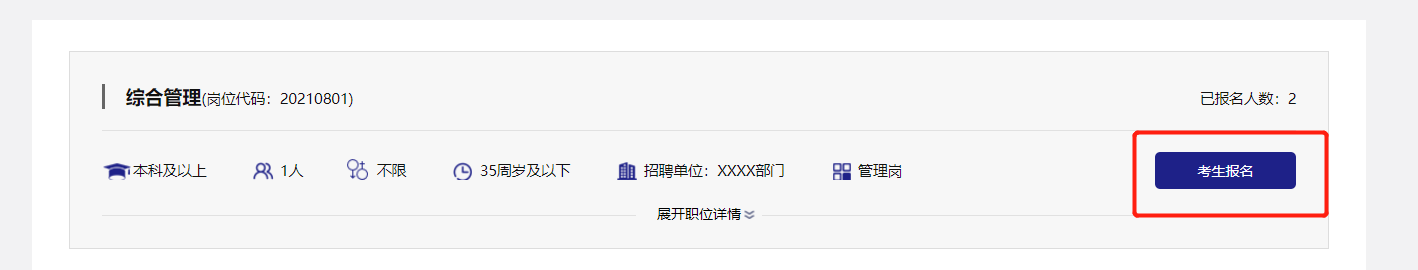 综合管理(岗位代码：20210801)
已报名人数：2
本科及以上 1人 不限 35周岁及以下 招聘单位：XXXX部门 管理岗
考生报名
展开职位详情